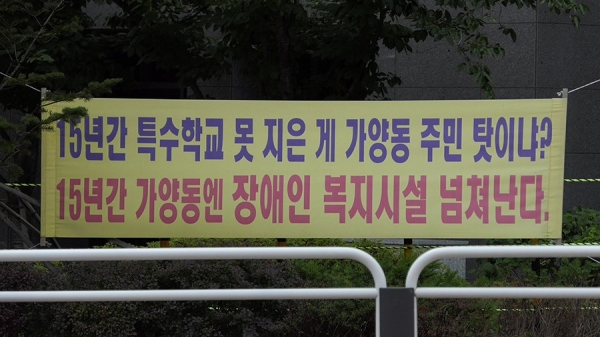 15년간 특수학교 못 지은 게 가양동 주민 탓이냐?
15년간 가양동엔 장애인 복지시설 넘쳐난다.